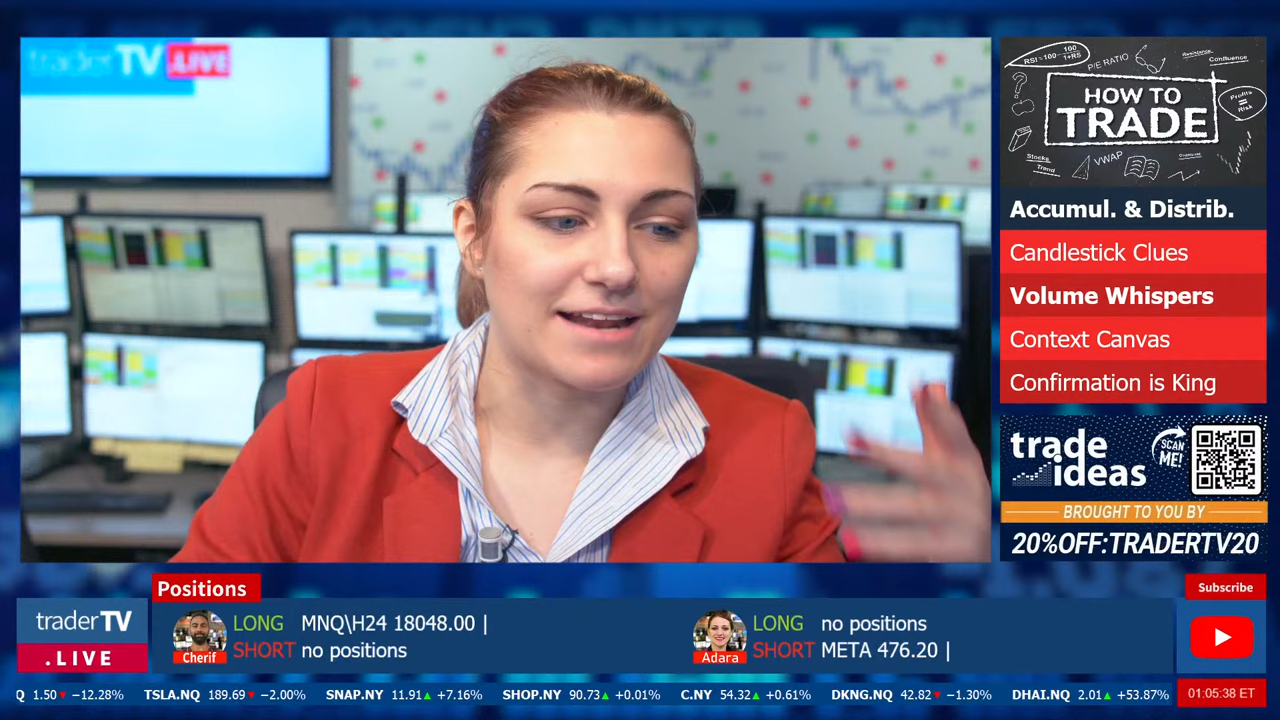 traderTV.LIVE
RSI=100- 100
1+RS
P/E RATIO
Resistance
Confluence
HOW TO
TRADE
Profits
=
Risk
Stocks
Trend
VWAP
Accumul. & Distrib.
Candlestick Clues
Volume Whispers
Context Canvas
Confirmation is King
trade
ideas
SCAN
ME!
BROUGHT TO YOU BY
20%OFF:TRADERTV20
Positions
Subscribe
traderTV
.LIVE
Cherif
LONG MNQ\H24 18048.00 |
SHORT no positions
Adara
LONG no positions
SHORT META 476.20 |
Q 1.50▼ −12.28% TSLA.NQ 189.69▼ −2.00% SNAP.NY 11.91▲ +7.16% SHOP.NY 90.73▲ +0.01% C.NY 54.32▲ +0.61% DKNG.NQ 42.82▼ −1.30% DHAI.NQ 2.01▲ +53.87%
01:05:38 ET